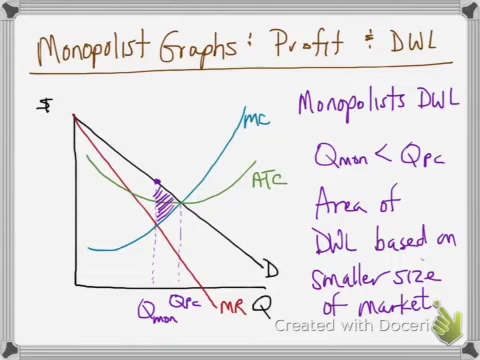 Monopolist Graphs: Profit & DWL
$
MC
ATC
D
Qmon
QPC
MR
Q
Monopolists DWL
Qmon < QPC
Area of
DWL based on
smaller size
of market
Created with Doceri